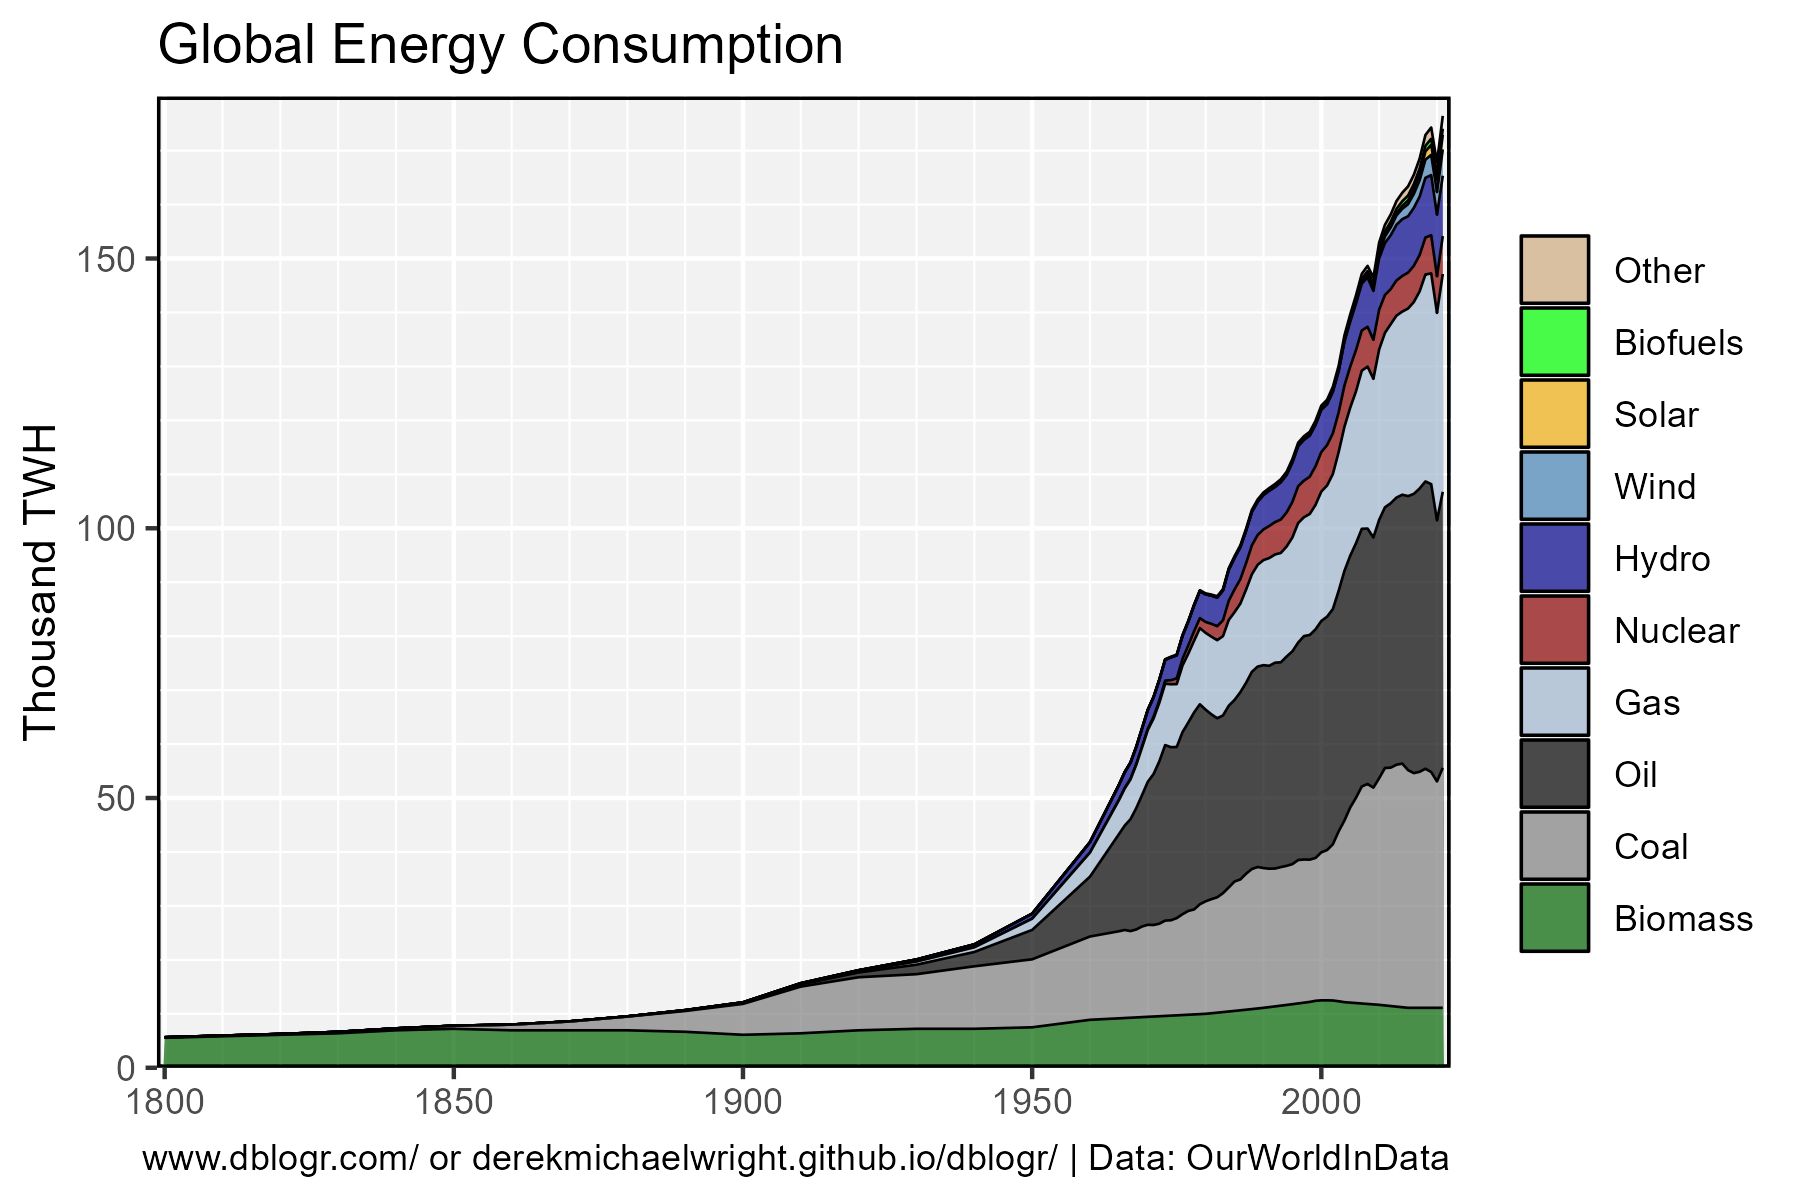 Global Energy Consumption
Thousand TWH
150
100
50
0
1800
1850
1900
1950
2000
Other
Biofuels
Solar
Wind
Hydro
Nuclear
Gas
Oil
Coal
Biomass
www.dblogr.com/ or derekmichaelwright.github.io/dblogr/ | Data: OurWorldInData